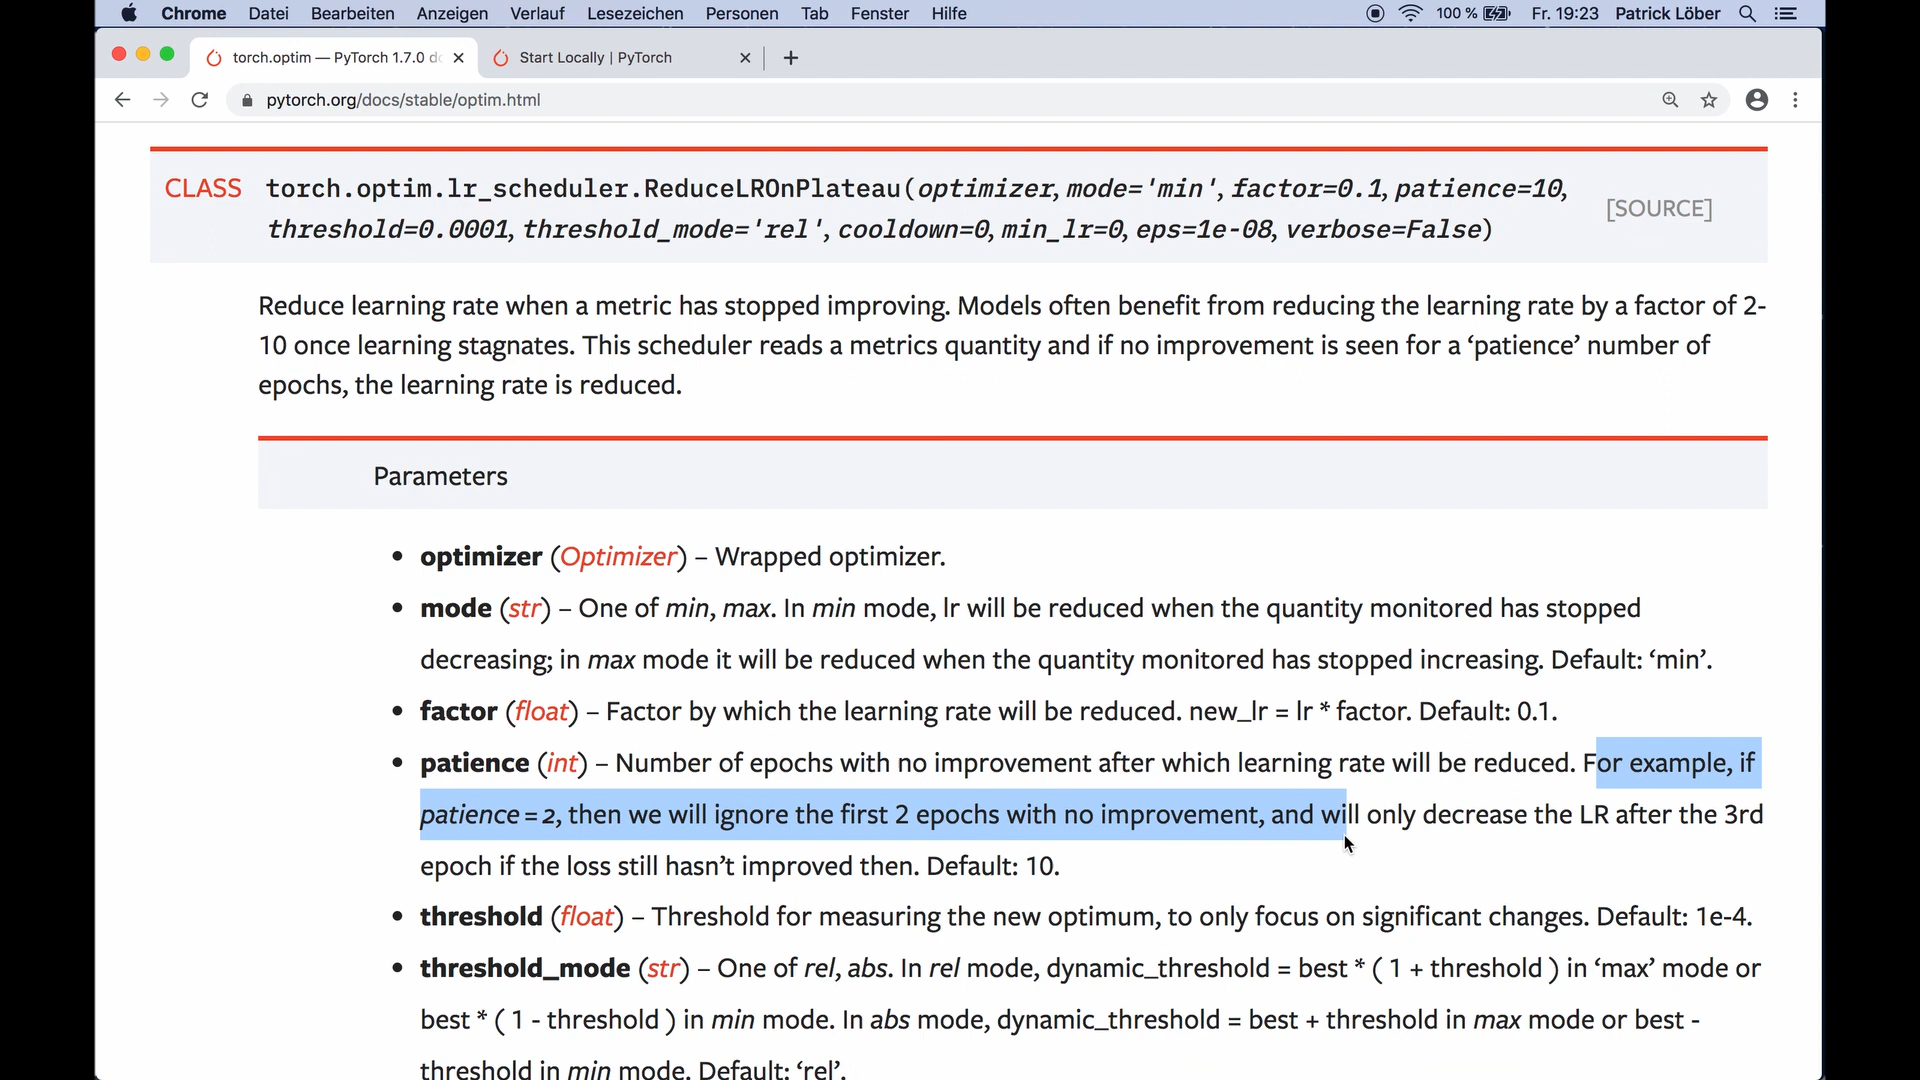 Chrome Datei Bearbeiten Anzeigen Verlauf Lesezeichen Personen Tab Fenster Hilfe 100 % Fr. 19:23 Patrick Löber
torch.optim — PyTorch 1.7.0 dc Start Locally | PyTorch
pytorch.org/docs/stable/optim.html
CLASS torch.optim.lr_scheduler.ReduceLROnPlateau(optimizer, mode='min', factor=0.1, patience=10,
threshold=0.0001, threshold_mode='rel', cooldown=0, min_lr=0, eps=1e-08, verbose=False)
[SOURCE]
Reduce learning rate when a metric has stopped improving. Models often benefit from reducing the learning rate by a factor of 2-
10 once learning stagnates. This scheduler reads a metrics quantity and if no improvement is seen for a ‘patience’ number of
epochs, the learning rate is reduced.
Parameters
• optimizer (Optimizer) – Wrapped optimizer.
• mode (str) – One of min, max. In min mode, lr will be reduced when the quantity monitored has stopped
decreasing; in max mode it will be reduced when the quantity monitored has stopped increasing. Default: ‘min’.
• factor (float) – Factor by which the learning rate will be reduced. new_lr = lr * factor. Default: 0.1.
• patience (int) – Number of epochs with no improvement after which learning rate will be reduced. For example, if
patience = 2, then we will ignore the first 2 epochs with no improvement, and will only decrease the LR after the 3rd
epoch if the loss still hasn’t improved then. Default: 10.
• threshold (float) – Threshold for measuring the new optimum, to only focus on significant changes. Default: 1e-4.
• threshold_mode (str) – One of rel, abs. In rel mode, dynamic_threshold = best * ( 1 + threshold ) in ‘max’ mode or
best * ( 1 - threshold ) in min mode. In abs mode, dynamic_threshold = best + threshold in max mode or best -
threshold in min mode. Default: ‘rel’.